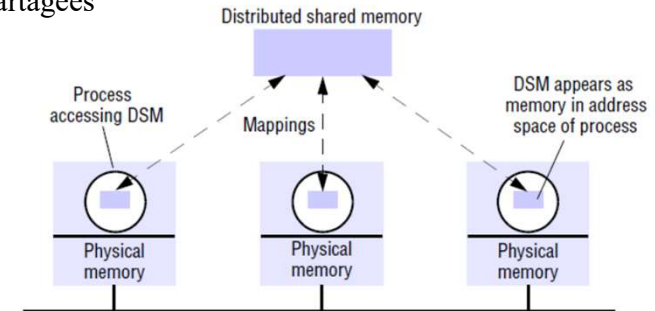 artagées
Distributed shared memory
Process
accessing DSM
Mappings
DSM appears as
memory in address
space of process
Physical
memory
Physical
memory
Physical
memory